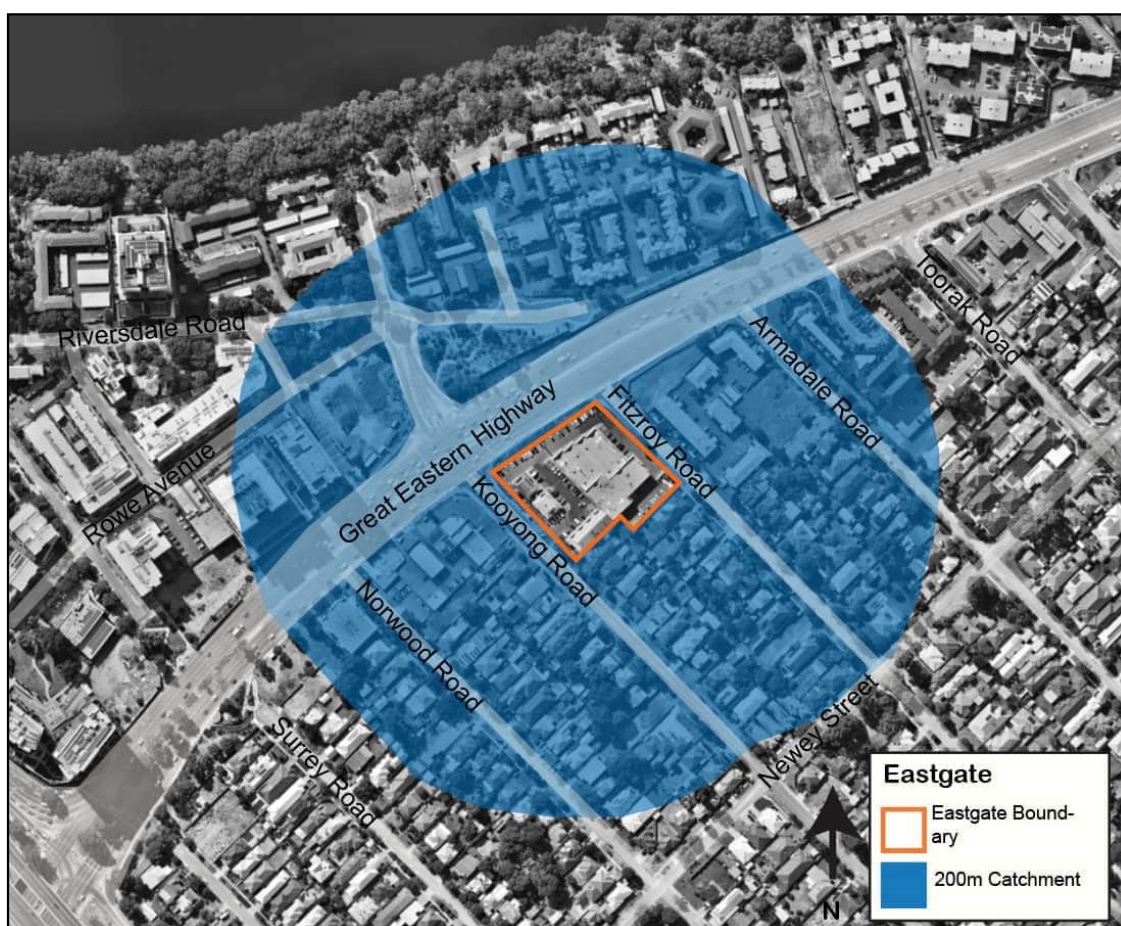 Riversdale Road
Rowe Avenue
Great Eastern Highway
Toorak Road
Armadale Road
Fitzroy Road
Kooyong Road
Norwood Road
Surrey Road
Newey Street
N
Eastgate
Eastgate Bound-
ary
200m Catchment